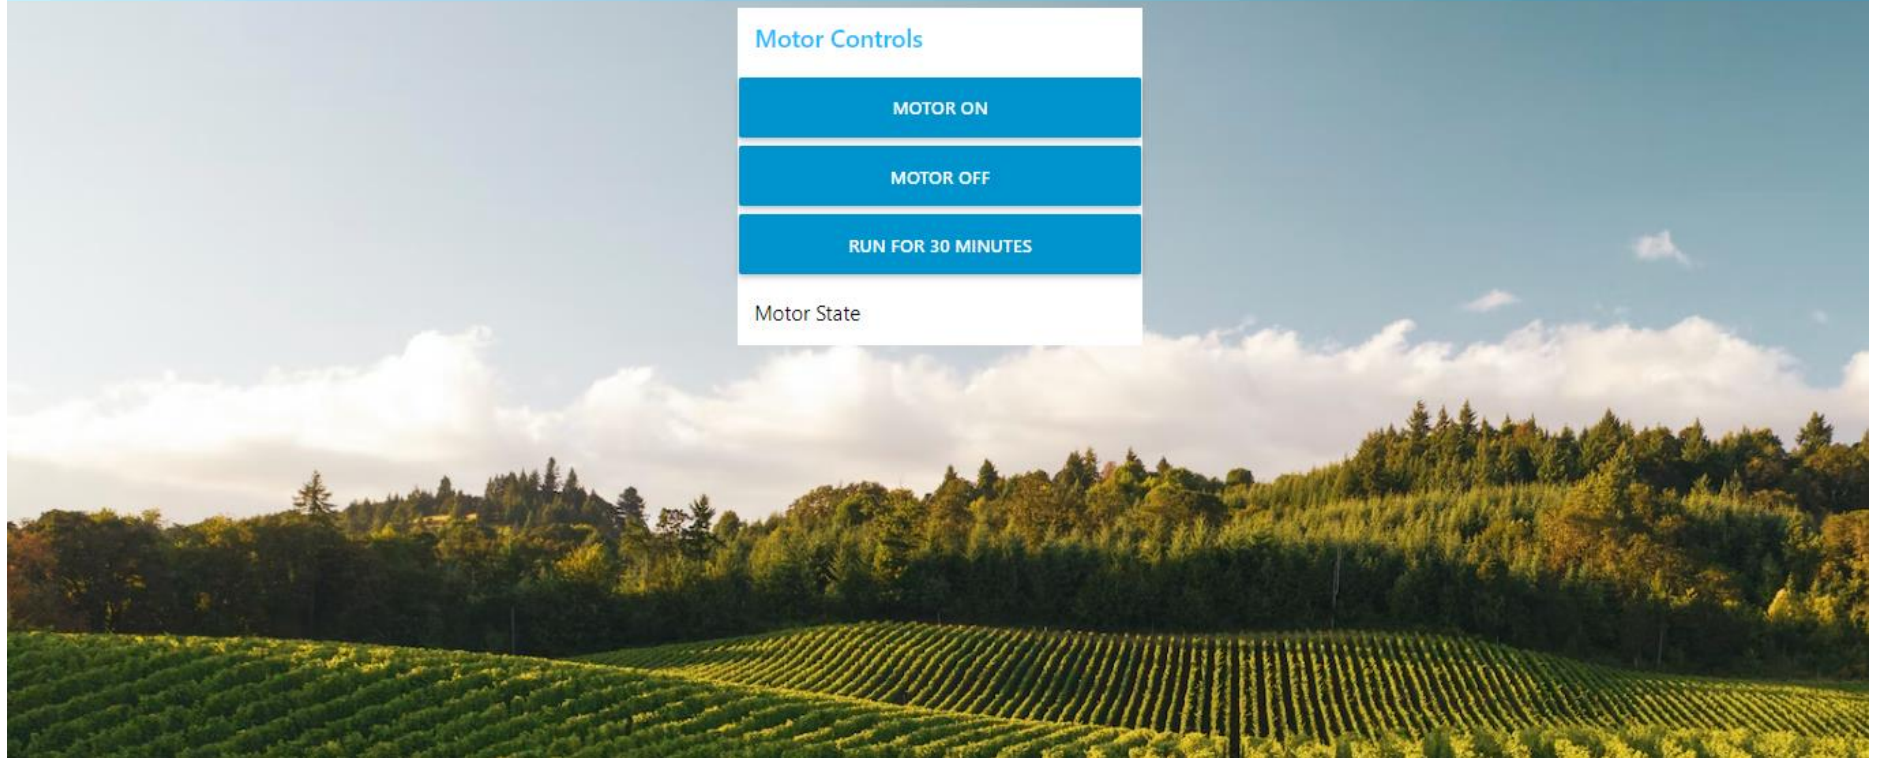 Motor Controls
MOTOR ON
MOTOR OFF
RUN FOR 30 MINUTES
Motor State